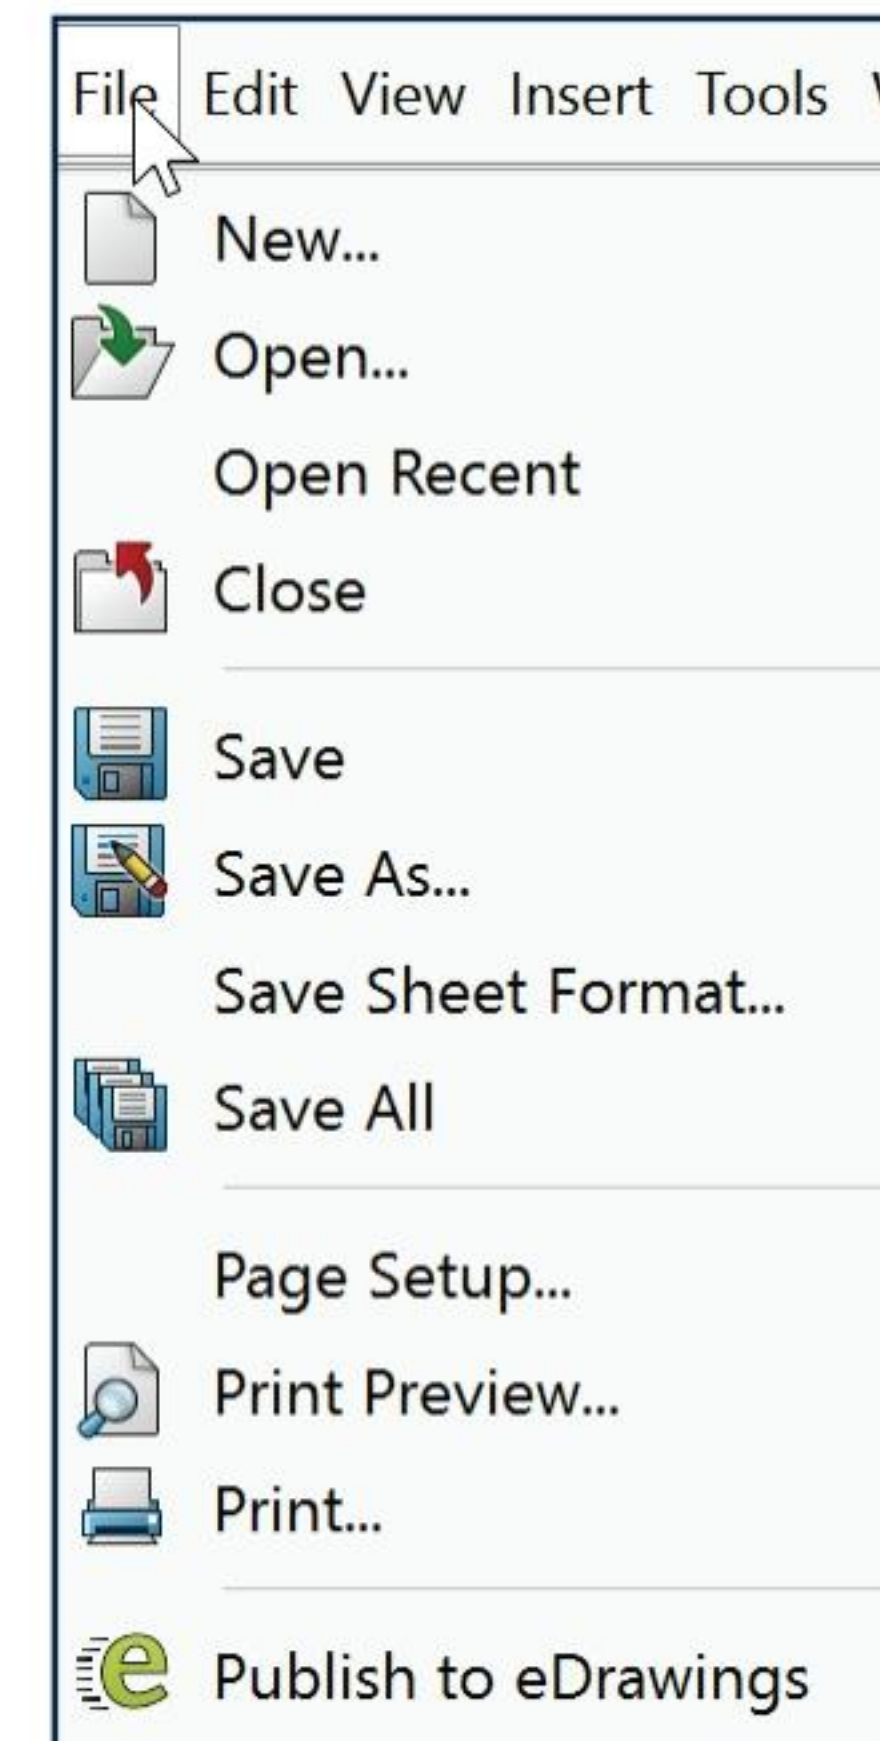 File Edit View Insert Tools
New...
Open...
Open Recent
Close
Save
Save As...
Save Sheet Format...
Save All
Page Setup...
Print Preview...
Print...
Publish to eDrawings